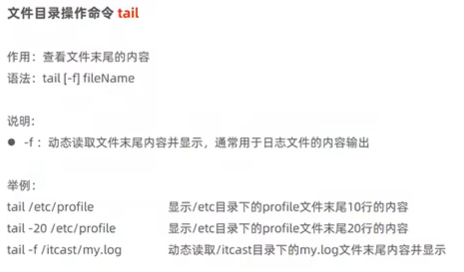 文件目录操作命令 tail
作用：查看文件末尾的内容
语法：tail [-f] fileName
说明：
● -f ：动态读取文件末尾内容并显示，通常用于日志文件的内容输出
举例：
tail /etc/profile 显示/etc目录下的profile文件末尾10行的内容
tail -20 /etc/profile 显示/etc目录下的profile文件末尾20行的内容
tail -f /itcast/my.log 动态读取/itcast目录下的my.log文件末尾内容并显示